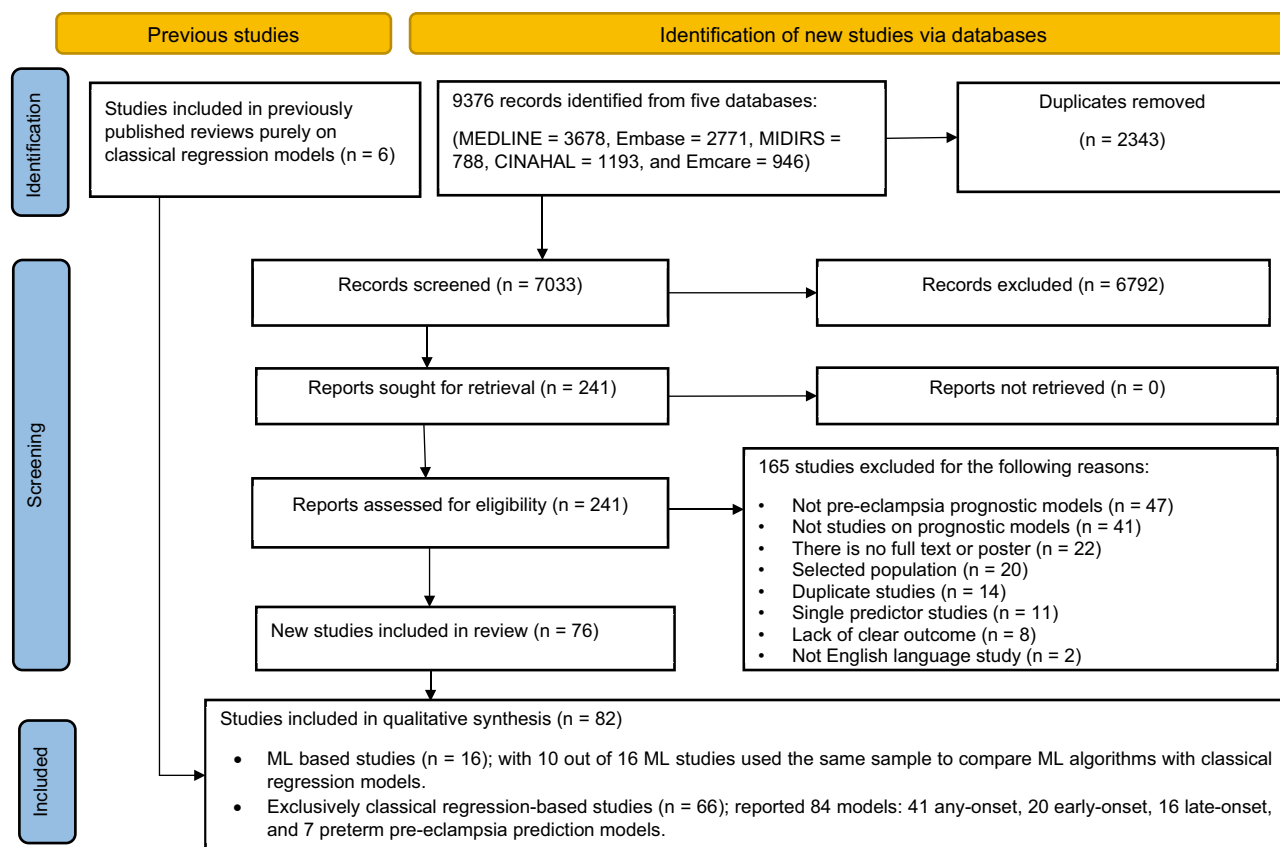 Previous studies
Identification of new studies via databases
Identification
Studies included in previously
published reviews purely on
classical regression models (n = 6)
9376 records identified from five databases:
(MEDLINE = 3678, Embase = 2771, MIDIRS =
788, CINAHAL = 1193, and Emcare = 946)
Duplicates removed
(n = 2343)
Screening
Records screened (n = 7033)
Records excluded (n = 6792)
Reports sought for retrieval (n = 241)
Reports not retrieved (n = 0)
Reports assessed for eligibility (n = 241)
165 studies excluded for the following reasons:
• Not pre-eclampsia prognostic models (n = 47)
• Not studies on prognostic models (n = 41)
• There is no full text or poster (n = 22)
• Selected population (n = 20)
• Duplicate studies (n = 14)
• Single predictor studies (n = 11)
• Lack of clear outcome (n = 8)
• Not English language study (n = 2)
New studies included in review (n = 76)
Included
Studies included in qualitative synthesis (n = 82)
• ML based studies (n = 16); with 10 out of 16 ML studies used the same sample to compare ML algorithms with classical
regression models.
• Exclusively classical regression-based studies (n = 66); reported 84 models: 41 any-onset, 20 early-onset, 16 late-onset,
and 7 preterm pre-eclampsia prediction models.